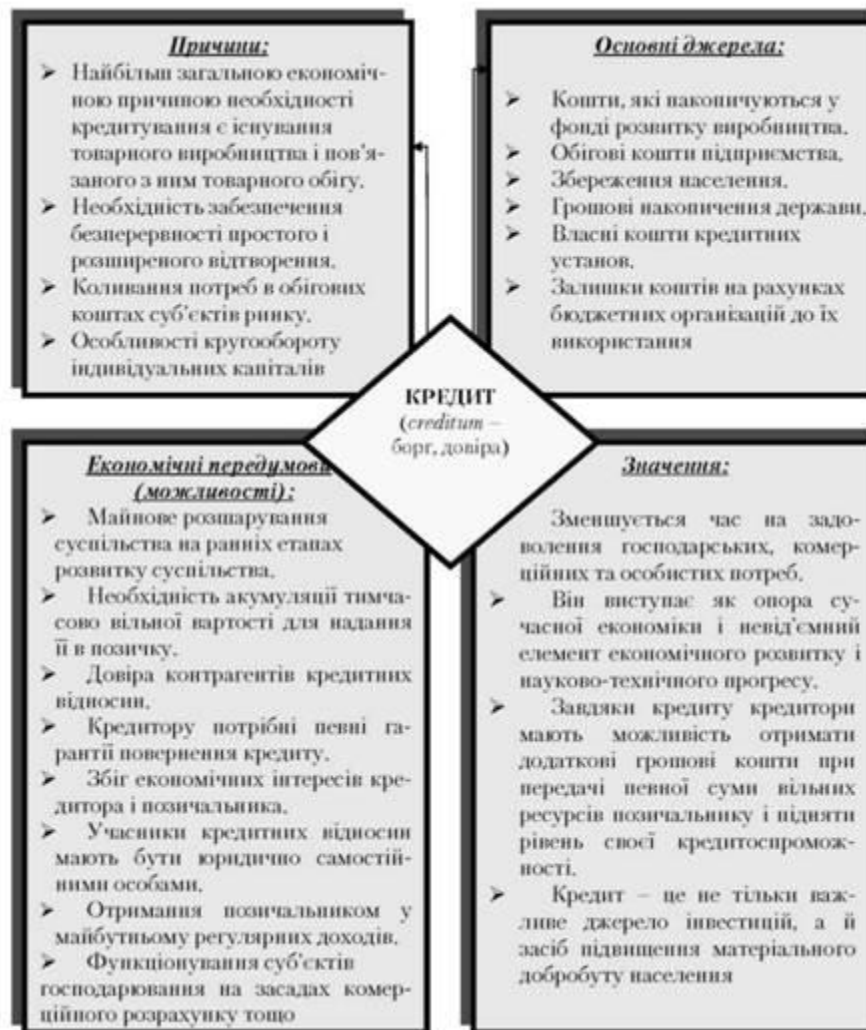 Причини:
➢ Найбільш загальною економіч-
ною причиною необхідності
кредитування є існування
товарного виробництва і пов'я-
заного з ним товарного обігу.
➢ Необхідність забезпечення
безперервності простого і
розширеного відтворення.
➢ Коливання потреб в обігових
коштах суб'єктів ринку.
➢ Особливості кругообороту
індивідуальних капіталів
Основні джерела:
➢ Кошти, які накопичуються у
фонді розвитку виробництва.
➢ Обігові кошти підприємства.
➢ Збереження населення.
➢ Грошові накопичення держави.
➢ Власні кошти кредитних
установ.
➢ Залишки коштів на рахунках
бюджетних організацій до їх
використання
КРЕДИТ
(creditum –
борг, довіра)
Економічні передумови
(можливості):
➢ Майнове розшарування
суспільства на ранніх етапах
розвитку суспільства.
➢ Необхідність акумуляції тимча-
сово вільної вартості для надання
її в позичку.
➢ Довіра контрагентів кредитних
відносин.
➢ Кредитору потрібні певні га-
рантії повернення кредиту.
➢ Збіг економічних інтересів кре-
дитора і позичальника.
➢ Учасники кредитних відносин
мають бути юридично самостій-
ними особами.
➢ Отримання позичальником у
майбутньому регулярних доходів.
➢ Функціонування суб'єктів
господарювання на засадах комер-
ційного розрахунку тощо
Значення:
Зменшується час на задо-
волення господарських, комер-
ційних та особистих потреб.
➢ Він виступає як опора су-
часної економіки і невід'ємний
елемент економічного розвитку і
науково-технічного прогресу.
➢ Завдяки кредиту кредитори
мають можливість отримати
додаткові грошові кошти при
передачі певної суми вільних
ресурсів позичальнику і підняти
рівень своєї кредитоспромож-
ності.
➢ Кредит – це не тільки важ-
ливе джерело інвестицій, а й
засіб підвищення матеріального
добробуту населення